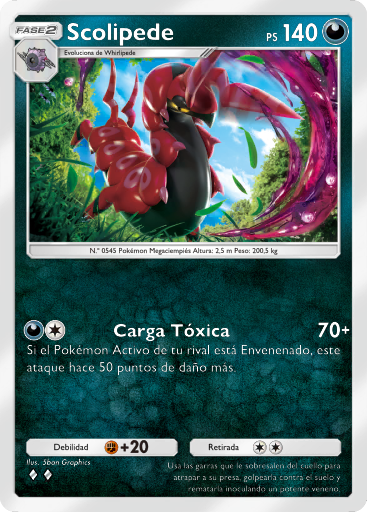 FASE 2
Scolipede
PS 140
Evoluciona de Whirlipede
N.º 0545 Pokémon Megaciempiés Altura: 2,5 m Peso: 200,5 kg
Carga Tóxica 70+
Si el Pokémon Activo de tu rival está Envenenado, este
ataque hace 50 puntos de daño más.
Debilidad +20
Retirada
Ilus. 5ban Graphics
Usa las garras que le sobresalen del cuello para
atrapar a su presa, golpearla contra el suelo y
rematarla inoculando un potente veneno.